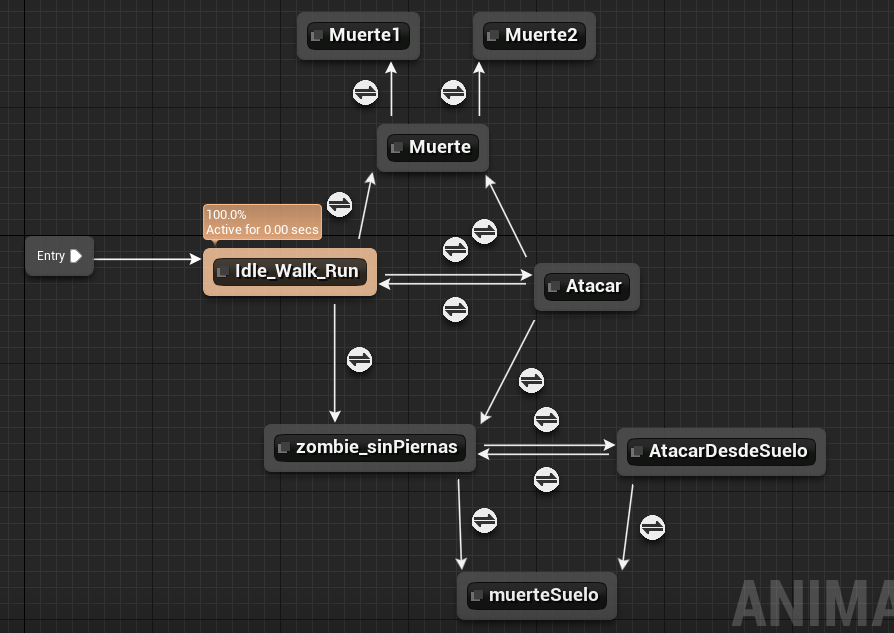 Muerte1
Muerte2
Muerte
100.0%
Active for 0.00 secs
Entry
Idle_Walk_Run
Atacar
zombie_sinPiernas
AtacarDesdeSuelo
muerteSuelo
ANIMA